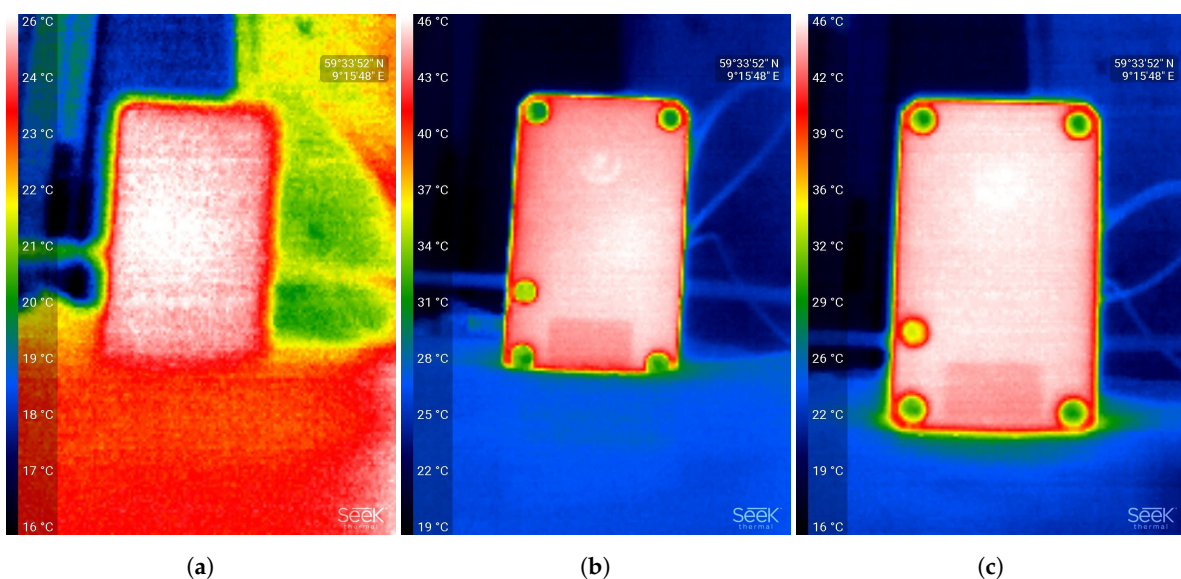 26 °C
24 °C
23 °C
22 °C
21 °C
20 °C
19 °C
18 °C
17 °C
16 °C
59°33'52" N
9°15'48" E
Seek
thermal
(a)
46 °C
43 °C
40 °C
37 °C
34 °C
31 °C
28 °C
25 °C
22 °C
19 °C
59°33'52" N
9°15'48" E
Seek
thermal
(b)
46 °C
42 °C
39 °C
36 °C
32 °C
29 °C
26 °C
22 °C
19 °C
16 °C
59°33'52" N
9°15'48" E
Seek
thermal
(c)